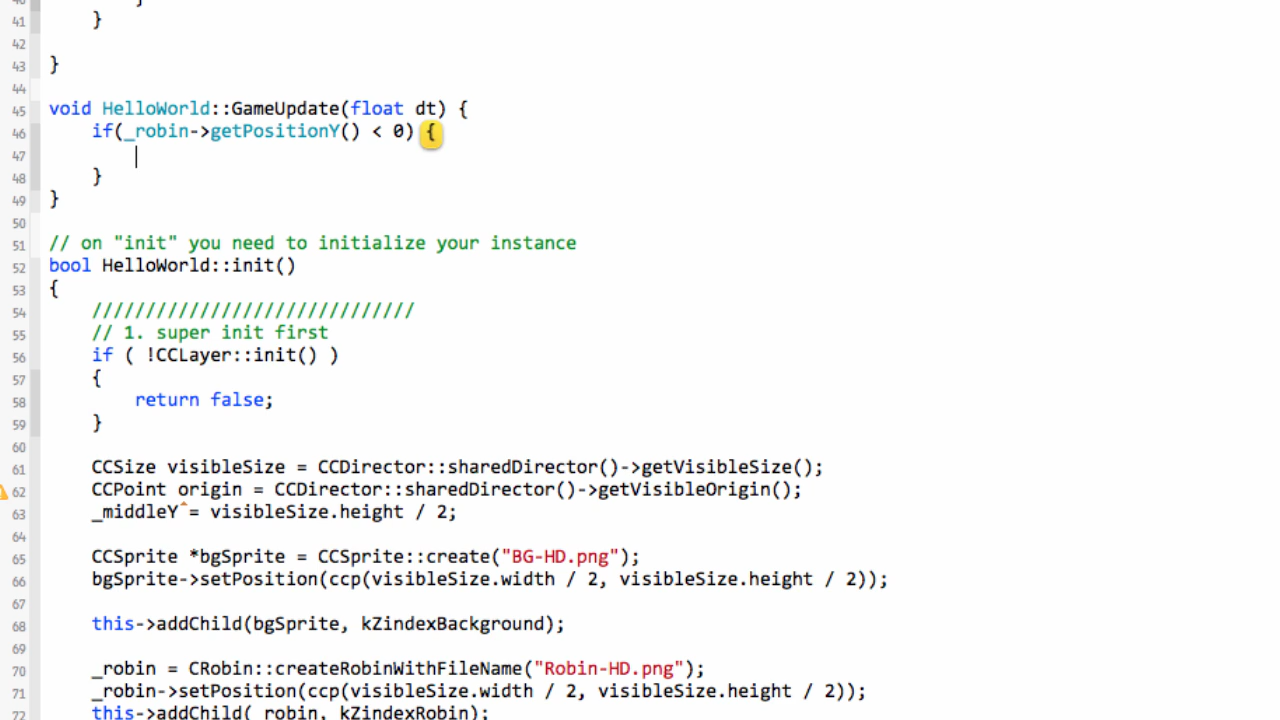 41 }
42
43 }
44
45 void HelloWorld::GameUpdate(float dt) {
46 if(_robin->getPositionY() < 0) {
47
48 }
49 }
50
51 // on "init" you need to initialize your instance
52 bool HelloWorld::init()
53 {
54 //////////////////////////////
55 // 1. super init first
56 if ( !CCLayer::init() )
57 {
58 return false;
59 }
60
61 CCSize visibleSize = CCDirector::sharedDirector()->getVisibleSize();
62 CCPoint origin = CCDirector::sharedDirector()->getVisibleOrigin();
63 _middleY = visibleSize.height / 2;
64
65 CCSprite *bgSprite = CCSprite::create("BG-HD.png");
66 bgSprite->setPosition(ccp(visibleSize.width / 2, visibleSize.height / 2));
67
68 this->addChild(bgSprite, kZindexBackground);
69
70 _robin = CRobin::createRobinWithFileName("Robin-HD.png");
71 _robin->setPosition(ccp(visibleSize.width / 2, visibleSize.height / 2));
72 this->addChild(_robin, kZindexRobin);